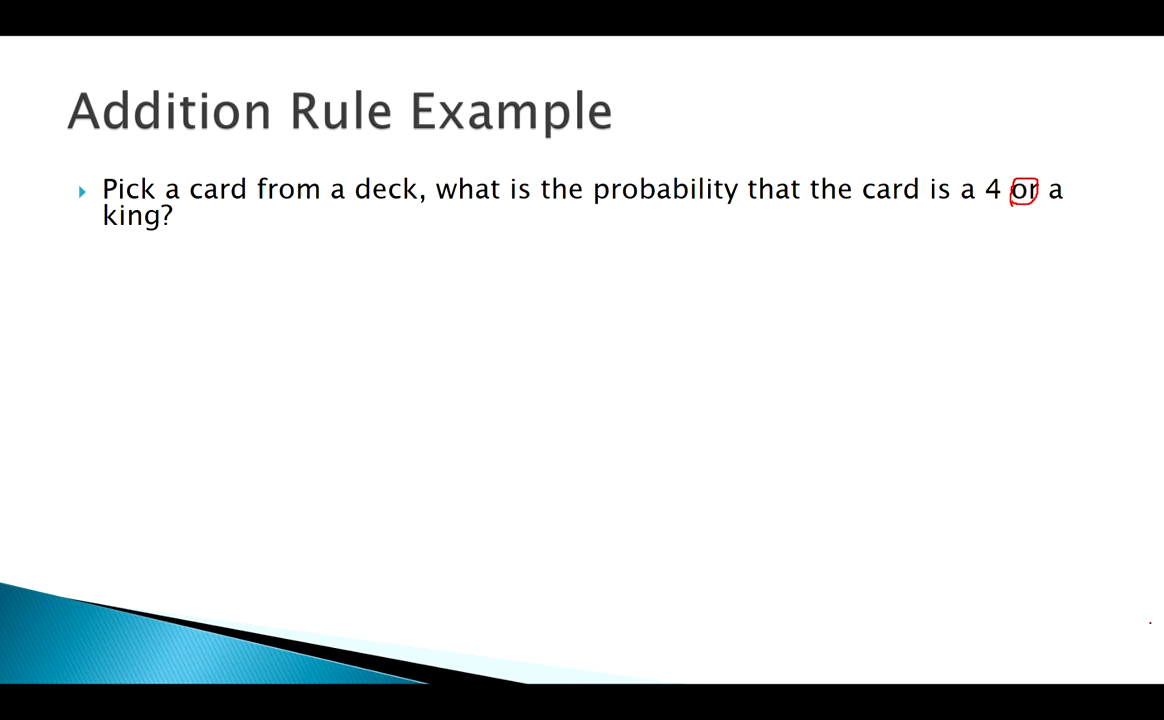 Addition Rule Example
Pick a card from a deck, what is the probability that the card is a 4 or a
king?